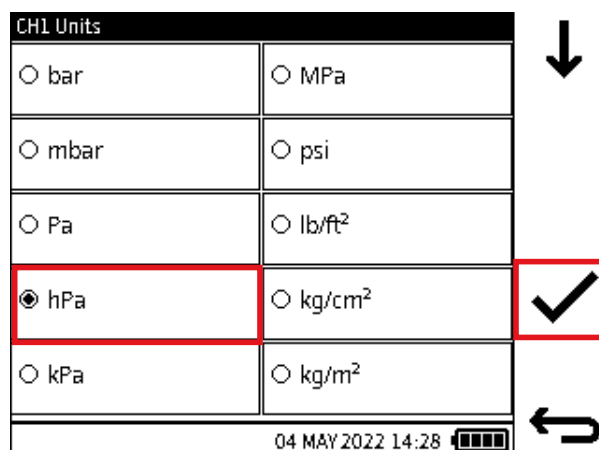 CH1 Units
bar MPa
mbar psi
Pa lb/ft²
hPa kg/cm²
kPa kg/m²
04 MAY 2022 14:28